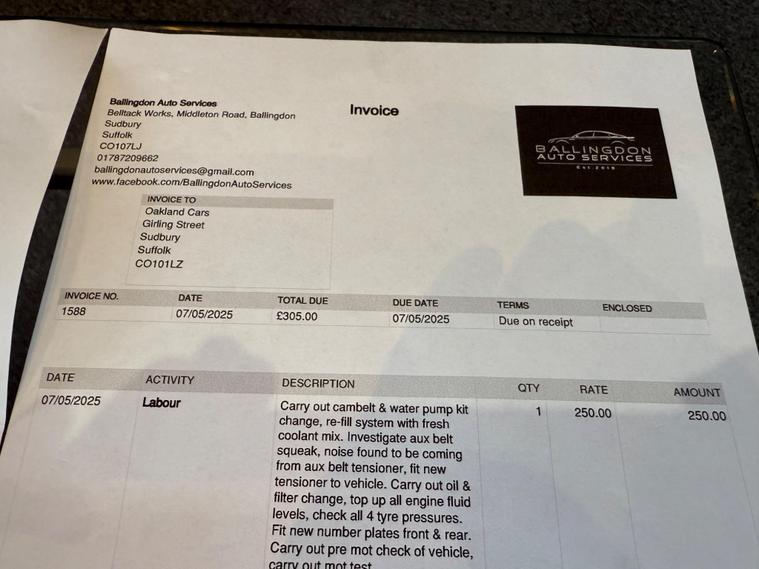 Ballingdon Auto Services
Belltack Works, Middleton Road, Ballingdon
Sudbury
Suffolk
CO107LJ
01787209662
ballingdonautoservices@gmail.com
www.facebook.com/BallingdonAutoServices
Invoice
BALLINGDON
AUTO SERVICES
Est. 2018
INVOICE TO
Oakland Cars
Girling Street
Sudbury
Suffolk
CO101LZ
INVOICE NO. DATE TOTAL DUE DUE DATE TERMS ENCLOSED
1588 07/05/2025 £305.00 07/05/2025 Due on receipt
DATE ACTIVITY DESCRIPTION QTY RATE AMOUNT
07/05/2025 Labour Carry out cambelt & water pump kit 1 250.00 250.00
change, re-fill system with fresh
coolant mix. Investigate aux belt
squeak, noise found to be coming
from aux belt tensioner, fit new
tensioner to vehicle. Carry out oil &
filter change, top up all engine fluid
levels, check all 4 tyre pressures.
Fit new number plates front & rear.
Carry out pre mot check of vehicle,
carry out mot test